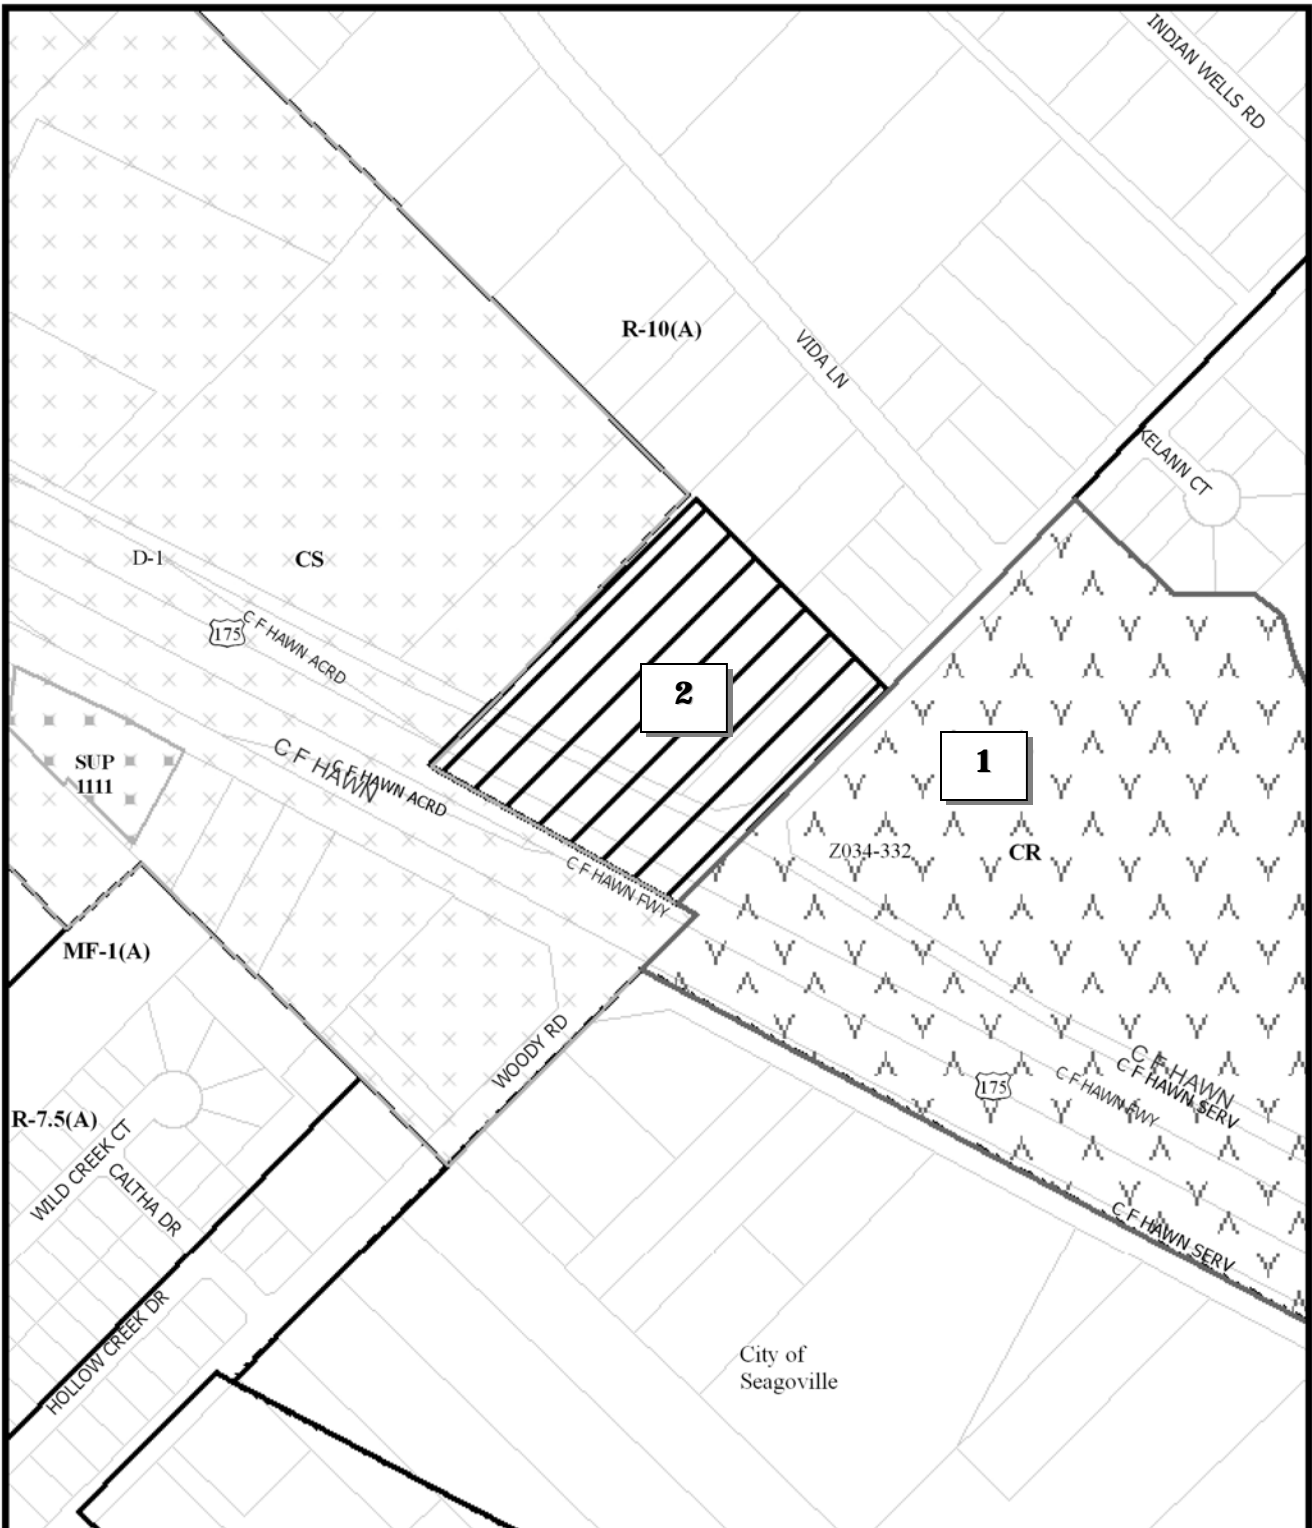 INDIAN WELLS RD
R-10(A)
VIDA LN
KELANN CT
D-1
CS
175
C F HAWN ACRD
2
1
C F HAWN
C F HAWN ACRD
SUP
1111
Z034-332
CR
C F HAWN FWY
MF-1(A)
WOODY RD
C F HAWN
C F HAWN SERV
175
C F HAWN FWY
R-7.5(A)
WILD CREEK CT
CALTHA DR
C F HAWN SERV
HOLLOW CREEK DR
City of
Seagoville